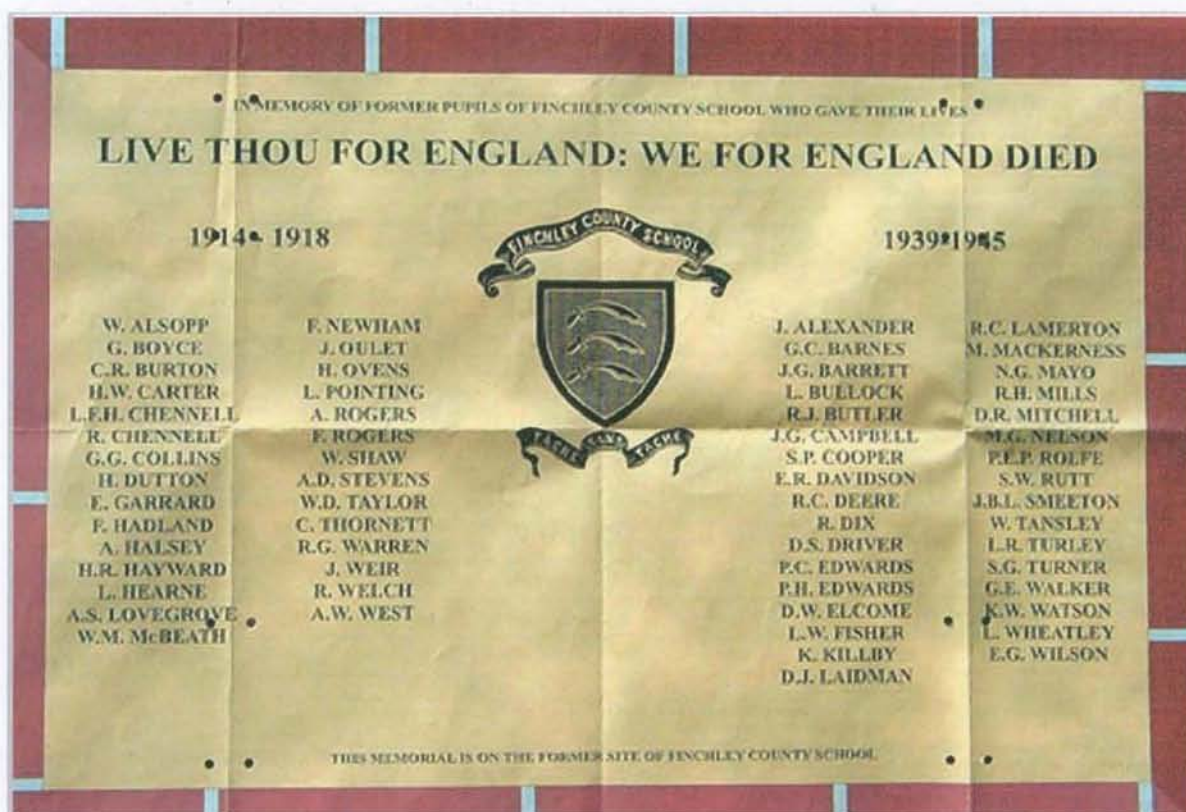 IN MEMORY OF FORMER PUPILS OF FINCHLEY COUNTY SCHOOL WHO GAVE THEIR LIVES
LIVE THOU FOR ENGLAND: WE FOR ENGLAND DIED
1914 - 1918
W. ALSOPP
G. BOYCE
C.R. BURTON
H.W. CARTER
L.F.H. CHENNELL
R. CHENNELL
G.G. COLLINS
H. DUTTON
E. GARRARD
F. HADLAND
A. HALSEY
H.R. HAYWARD
L. HEARNE
A.S. LOVEGROVE
W.M. McBEATH
F. NEWHAM
J. OULET
H. OVENS
L. POINTING
A. ROGERS
F. ROGERS
W. SHAW
A.D. STEVENS
W.D. TAYLOR
C. THORNETT
R.G. WARREN
J. WEIR
R. WELCH
A.W. WEST
FINCHLEY COUNTY SCHOOL
TACHE SANS TACHE
1939-1945
J. ALEXANDER
G.C. BARNES
J.G. BARRETT
L. BULLOCK
R.J. BUTLER
J.G. CAMPBELL
S.P. COOPER
E.R. DAVIDSON
R.C. DEERE
R. DIX
D.S. DRIVER
P.C. EDWARDS
P.H. EDWARDS
D.W. ELCOME
L.W. FISHER
K. KILLBY
D.J. LAIDMAN
R.C. LAMERTON
M. MACKERNESS
N.G. MAYO
R.H. MILLS
D.R. MITCHELL
M.G. NELSON
P.E.P. ROLFE
S.W. RUTT
J.B.L. SMEETON
W. TANSLEY
L.R. TURLEY
S.G. TURNER
G.E. WALKER
K.W. WATSON
L. WHEATLEY
E.G. WILSON
THIS MEMORIAL IS ON THE FORMER SITE OF FINCHLEY COUNTY SCHOOL